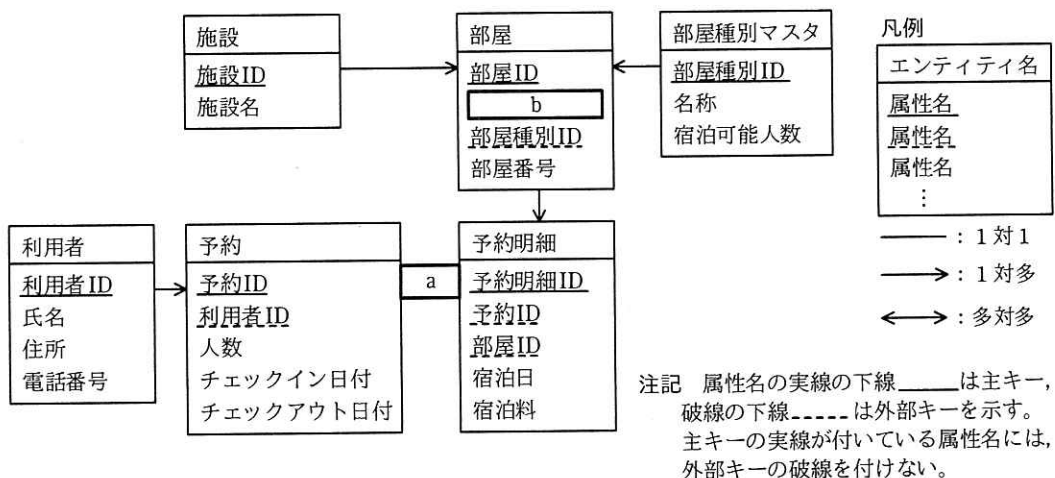 施設
施設ID
施設名
部屋
部屋ID
b
部屋種別ID
部屋番号
部屋種別マスタ
部屋種別ID
名称
宿泊可能人数
凡例
エンティティ名
属性名
属性名
属性名
⋮
利用者
利用者ID
氏名
住所
電話番号
予約
予約ID
利用者ID
人数
チェックイン日付
チェックアウト日付
a
予約明細
予約明細ID
予約ID
部屋ID
宿泊日
宿泊料
:1対1
:1対多
:多対多
注記 属性名の実線の下線_____は主キー,
破線の下線-----は外部キーを示す。
主キーの実線が付いている属性名には,
外部キーの破線を付けない。